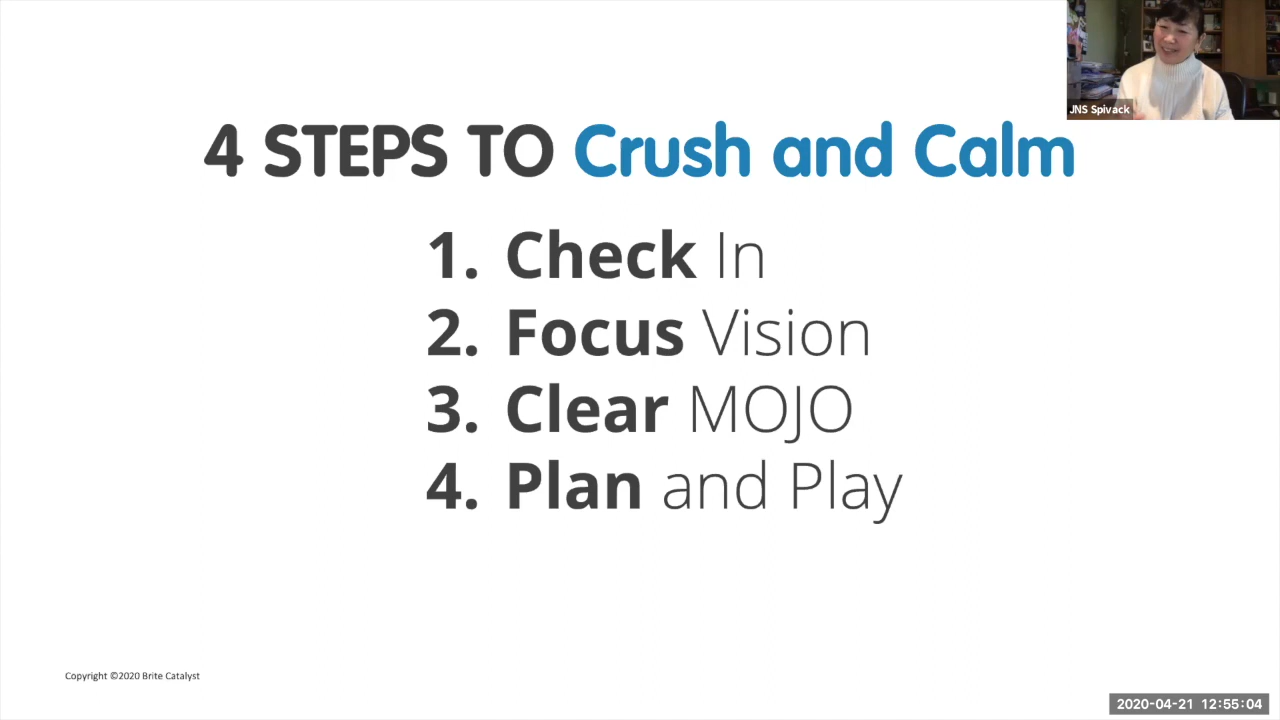 JNS Spivack
4 STEPS TO Crush and Calm
1. Check In
2. Focus Vision
3. Clear MOJO
4. Plan and Play
Copyright ©2020 Brite Catalyst
2020-04-21 12:55:04